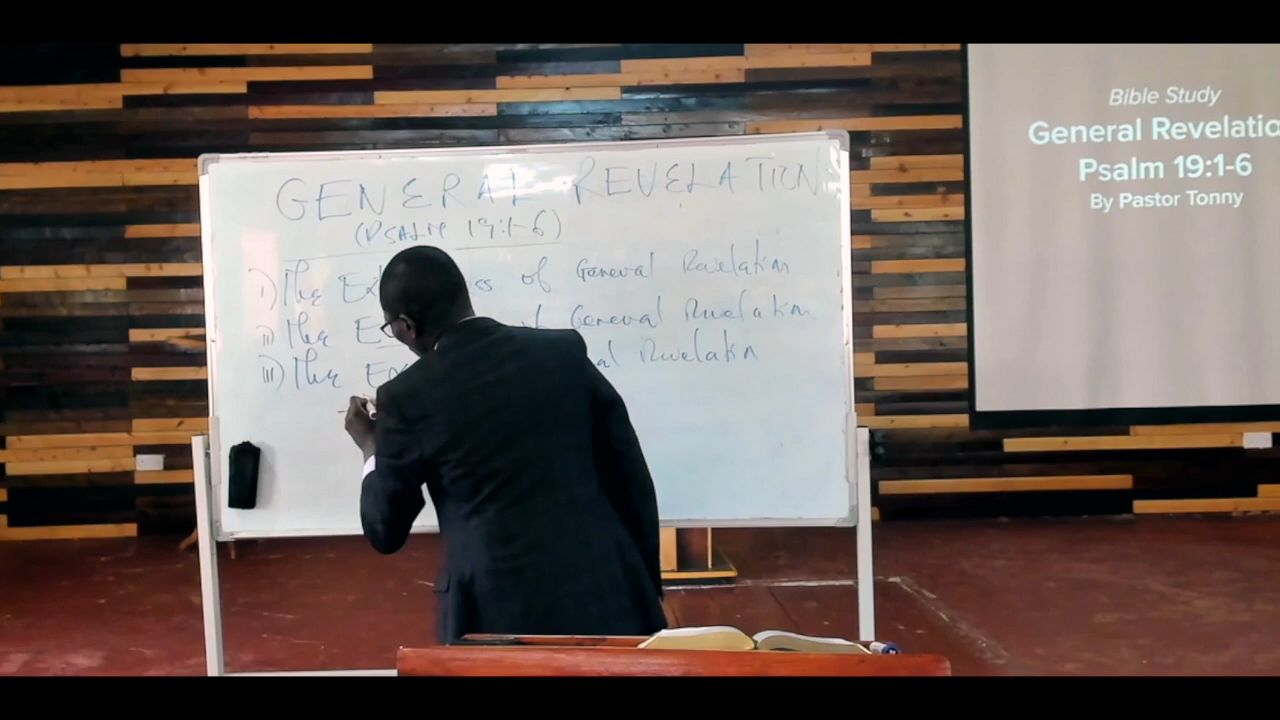 GENERAL REVELATION
(PSALM 19:1-6)
i) The of General Revelation
ii) The of General Revelation
iii) The Revelation
Bible Study
General Revelatio
Psalm 19:1-6
By Pastor Tonny